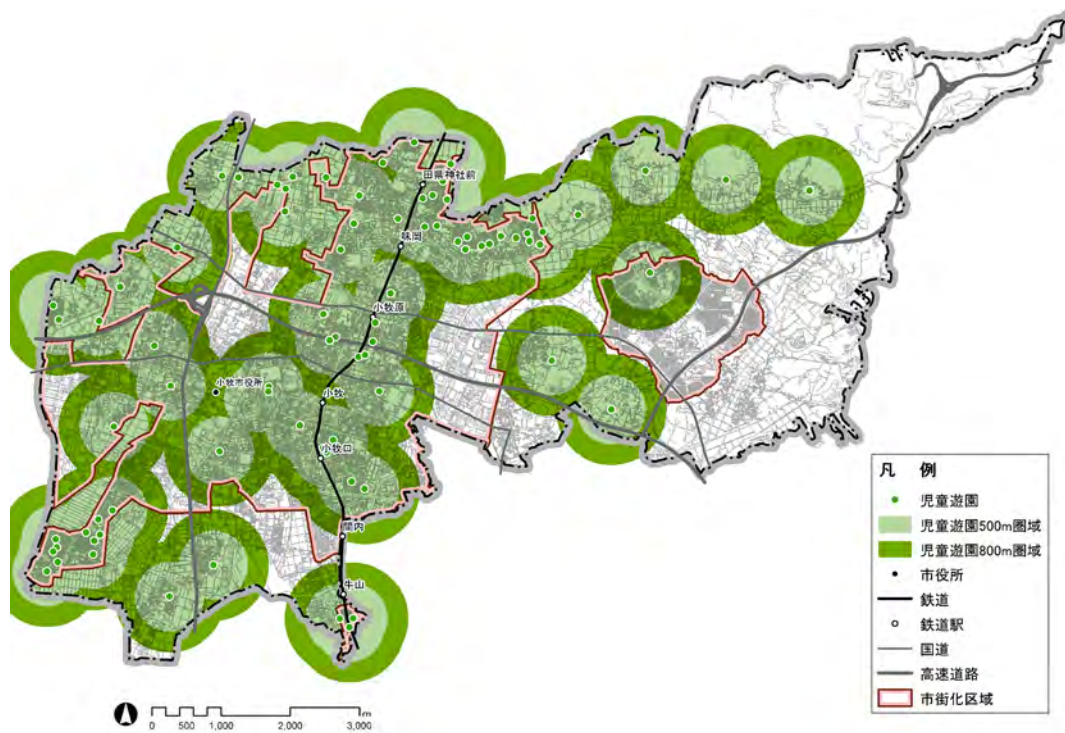 田県神社前
味岡
小牧原
小牧市役所
小牧
小牧口
間内
牛山
凡 例
児童遊園
児童遊園500m圏域
児童遊園800m圏域
市役所
鉄道
鉄道駅
国道
高速道路
市街化区域
0 500 1,000 2,000 3,000 m